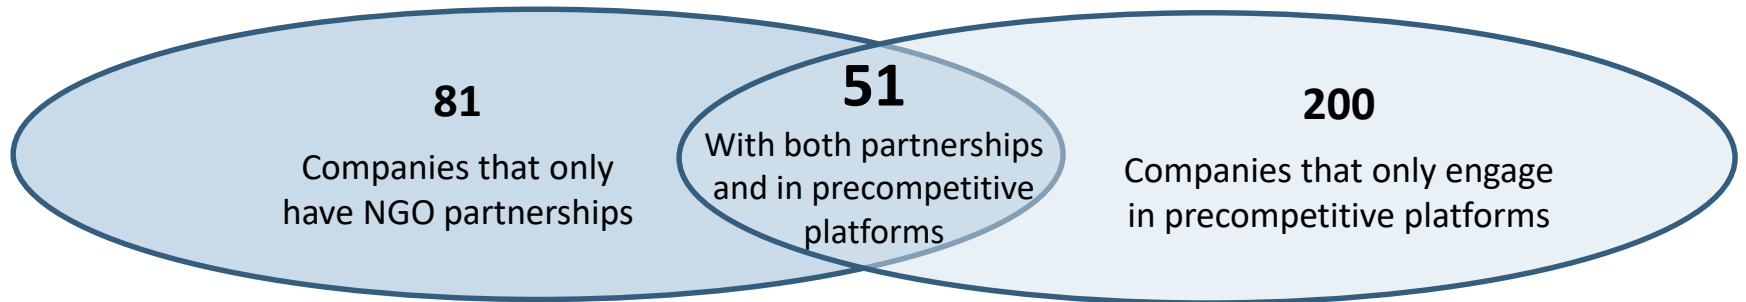 81
Companies that only
have NGO partnerships
51
With both partnerships
and in precompetitive
platforms
200
Companies that only engage
in precompetitive platforms